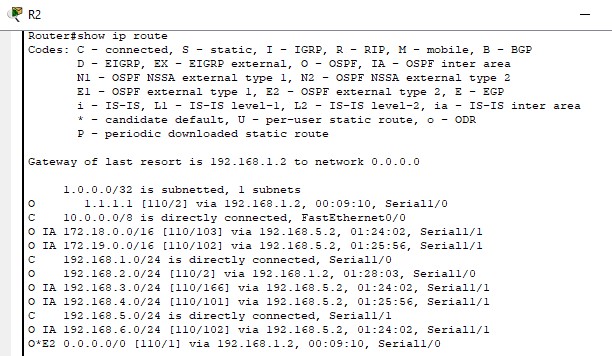 R2
Router#show ip route
Codes: C - connected, S - static, I - IGRP, R - RIP, M - mobile, B - BGP
       D - EIGRP, EX - EIGRP external, O - OSPF, IA - OSPF inter area
       N1 - OSPF NSSA external type 1, N2 - OSPF NSSA external type 2
       E1 - OSPF external type 1, E2 - OSPF external type 2, E - EGP
       i - IS-IS, L1 - IS-IS level-1, L2 - IS-IS level-2, ia - IS-IS inter area
       * - candidate default, U - per-user static route, o - ODR
       P - periodic downloaded static route

Gateway of last resort is 192.168.1.2 to network 0.0.0.0

     1.0.0.0/32 is subnetted, 1 subnets
O       1.1.1.1 [110/2] via 192.168.1.2, 00:09:10, Serial1/0
C    10.0.0.0/8 is directly connected, FastEthernet0/0
O IA 172.18.0.0/16 [110/103] via 192.168.5.2, 01:24:02, Serial1/1
O IA 172.19.0.0/16 [110/102] via 192.168.5.2, 01:25:56, Serial1/1
C    192.168.1.0/24 is directly connected, Serial1/0
O    192.168.2.0/24 [110/2] via 192.168.1.2, 01:28:03, Serial1/0
O IA 192.168.3.0/24 [110/166] via 192.168.5.2, 01:24:02, Serial1/1
O IA 192.168.4.0/24 [110/101] via 192.168.5.2, 01:25:56, Serial1/1
C    192.168.5.0/24 is directly connected, Serial1/1
O IA 192.168.6.0/24 [110/102] via 192.168.5.2, 01:24:02, Serial1/1
O*E2 0.0.0.0/0 [110/1] via 192.168.1.2, 00:09:10, Serial1/0